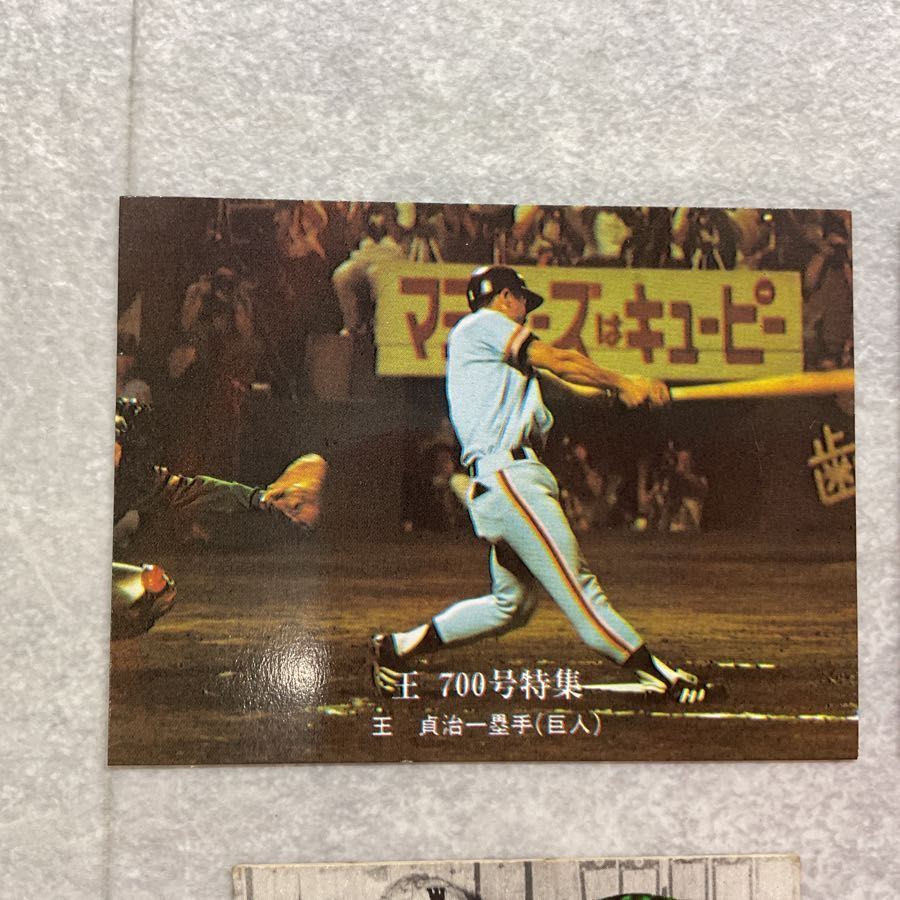 マヨネーズはキューピー
歯
王 700号特集
王 貞治一塁手(巨人)